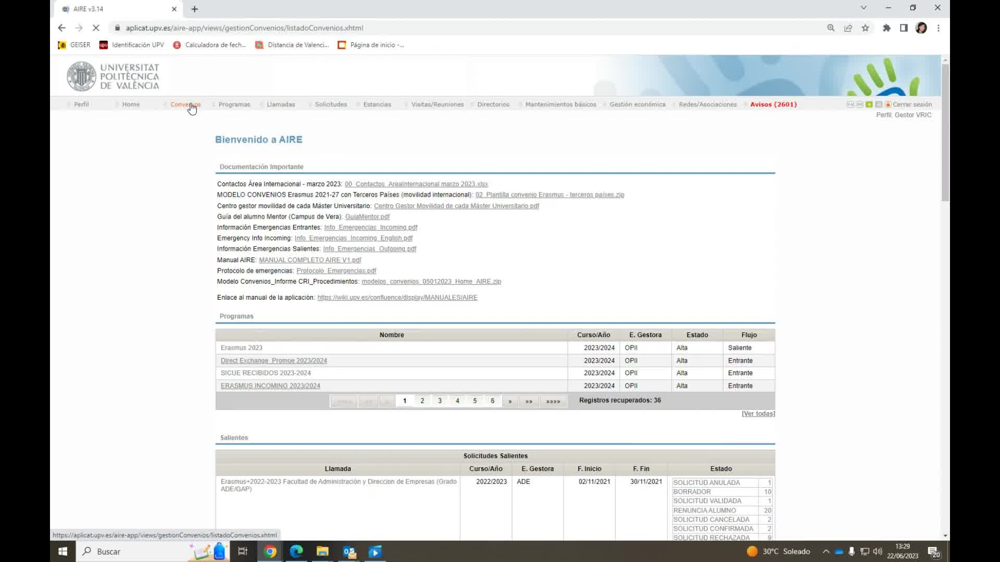 AIRE v3.14
aplicat.upv.es/aire-app/views/gestionConvenios/listadoConvenios.xhtml
GEISER
upv Identificación UPV
Calculadora de fech...
Distancia de Valenci...
Página de inicio -...
UNIVERSITAT
POLITÈCNICA
DE VALÈNCIA
Perfil Home Convenios Programas Llamadas Solicitudes Estancias Visitas/Reuniones Directorios Mantenimientos básicos Gestión económica Redes/Asociaciones Avisos (2601) Cerrar sesión
Perfil: Gestor VRIC
Bienvenido a AIRE
Documentación Importante
Contactos Área Internacional - marzo 2023: 00_Contactos_AreaInternacional marzo 2023.xlsx
MODELO CONVENIOS Erasmus 2021-27 con Terceros Países (movilidad internacional): 02_Plantilla convenio Erasmus - terceros países.zip
Centro gestor movilidad de cada Máster Universitario: Centro Gestor Movilidad de cada Máster Universitario.pdf
Guía del alumno Mentor (Campus de Vera): GuiaMentor.pdf
Información Emergencias Entrantes: Info_Emergencias_Incoming.pdf
Emergency Info Incoming: Info_Emergencias_Incoming_English.pdf
Información Emergencias Salientes: Info_Emergencias_Outgoing.pdf
Manual AIRE: MANUAL COMPLETO AIRE V1.pdf
Protocolo de emergencias: Protocolo_Emergencias.pdf
Modelo Convenios_Informe CRI_Procedimientos: modelos_convenios_05012023_Home_AIRE.zip
Enlace al manual de la aplicación: https://wiki.upv.es/confluence/display/MANUALES/AIRE
Programas
Nombre Curso/Año E. Gestora Estado Flujo
Erasmus 2023 2023/2024 OPII Alta Saliente
Direct Exchange_Promoe 2023/2024 2023/2024 OPII Alta Entrante
SICUE RECIBIDOS 2023-2024 2023/2024 OPII Alta Entrante
ERASMUS INCOMING 2023/2024 2023/2024 OPII Alta Entrante
1 2 3 4 5 6 » »» »»»» Registros recuperados: 36
[Ver todas]
Salientes
Solicitudes Salientes
Llamada Curso/Año E. Gestora F. Inicio F. Fin Estado
Erasmus+2022-2023 Facultad de Administración y Direccion de Empresas (Grado ADE/GAP) 2022/2023 ADE 02/11/2021 30/11/2021
SOLICITUD ANULADA 1
BORRADOR 10
SOLICITUD VALIDADA 1
RENUNCIA ALUMNO 20
SOLICITUD CANCELADA 2
SOLICITUD CONFIRMADA 2
SOLICITUD RECHAZADA 9
https://aplicat.upv.es/aire-app/views/gestionConvenios/listadoConvenios.xhtml
Buscar
30°C Soleado
13:29
22/06/2023
20